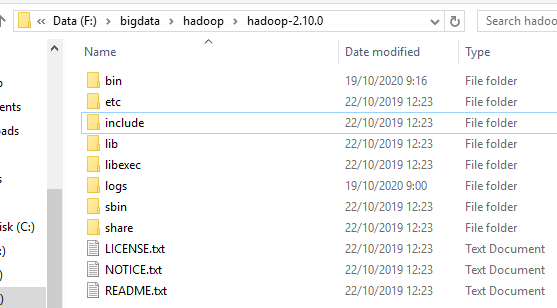 Data (F:) > bigdata > hadoop > hadoop-2.10.0
Search hadoo
Name Date modified Type
bin 19/10/2020 9:16 File folder
etc 22/10/2019 12:23 File folder
include 22/10/2019 12:23 File folder
lib 22/10/2019 12:23 File folder
libexec 22/10/2019 12:23 File folder
logs 19/10/2020 9:00 File folder
sbin 22/10/2019 12:23 File folder
share 22/10/2019 12:23 File folder
LICENSE.txt 22/10/2019 12:23 Text Document
NOTICE.txt 22/10/2019 12:23 Text Document
README.txt 22/10/2019 12:23 Text Document
ents
ads
isk (C:)
:)
)
)